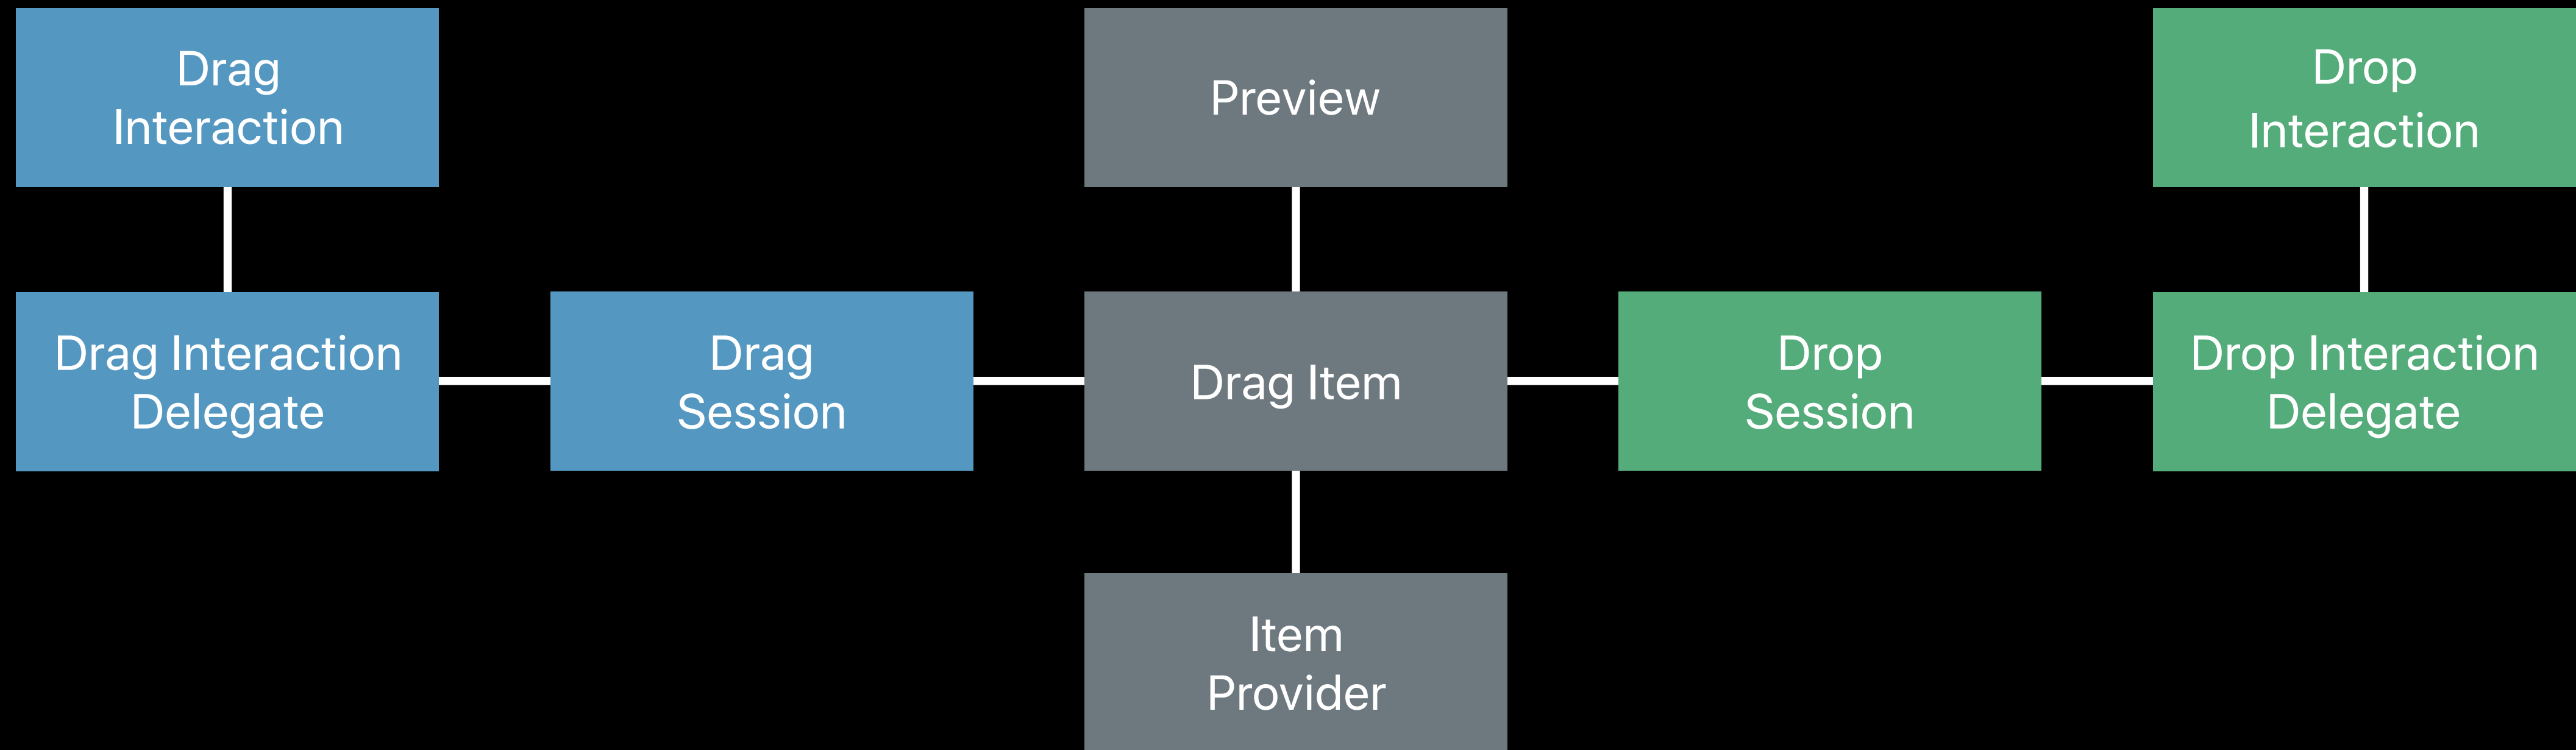 Drag
Interaction
Preview
Drop
Interaction
Drag Interaction
Delegate
Drag
Session
Drag Item
Drop
Session
Drop Interaction
Delegate
Item
Provider